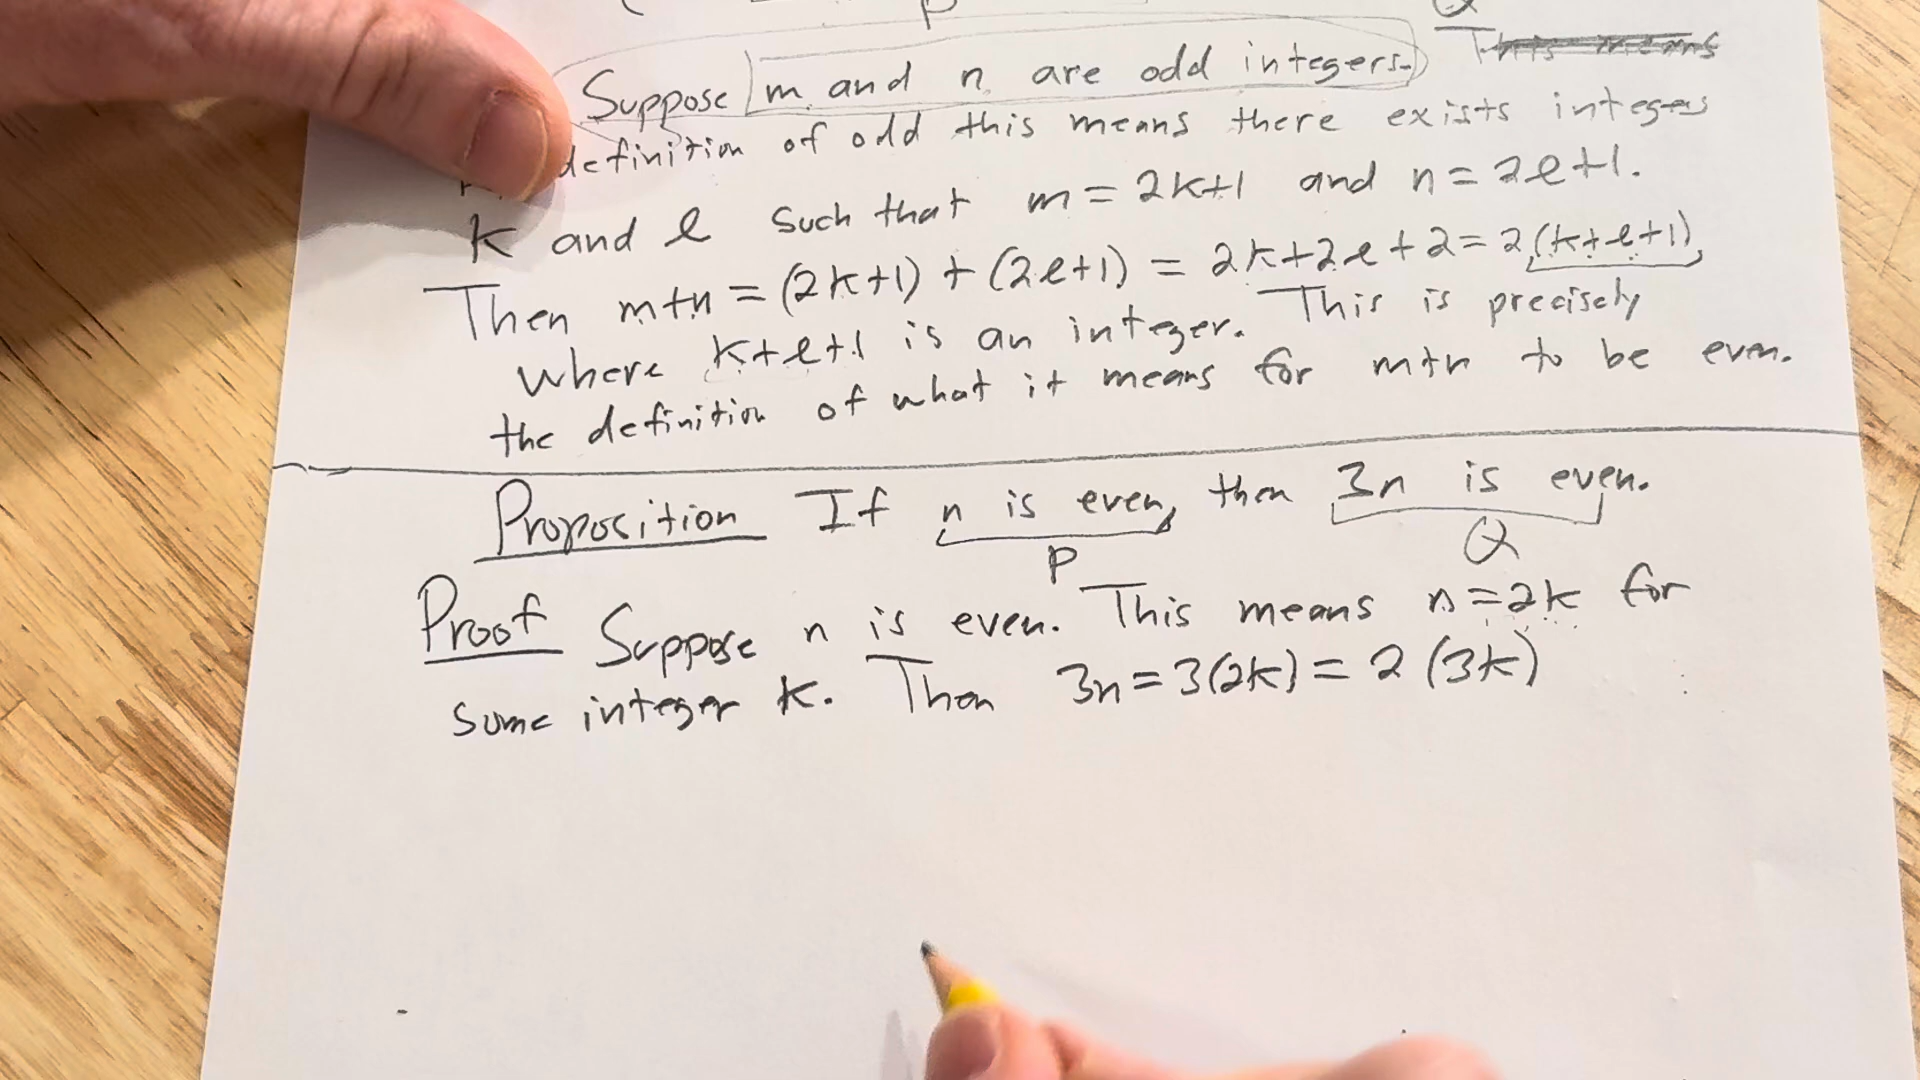 P Q
Suppose m and n are odd integers. This means
definition of odd this means there exists integers
k and l such that m = 2k+1 and n = 2l+1.
Then m+n = (2k+1) + (2l+1) = 2k+2l+2 = 2(k+l+1),
where k+l+1 is an integer. This is precisely
the definition of what it means for m+n to be even.
Proposition If n is even, then 3n is even.
P Q
Proof Suppose n is even. This means n=2k for
some integer k. Then 3n = 3(2k) = 2(3k)